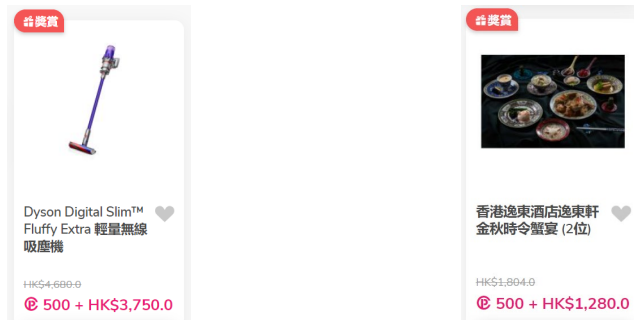 獎賞
Dyson Digital Slim™
Fluffy Extra 輕量無線
吸塵機
HK$4,680.0
500 + HK$3,750.0
獎賞
香港逸東酒店逸東軒
金秋時令蟹宴 (2位)
HK$1,804.0
500 + HK$1,280.0